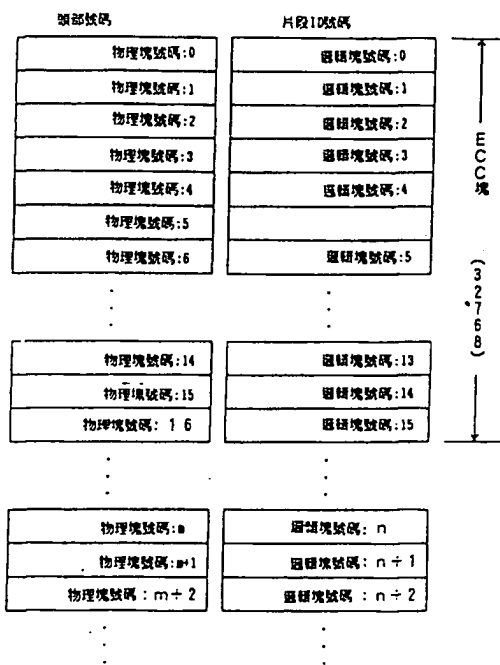 頭部號碼 片段ID號碼
物理塊號碼:0 邏輯塊號碼:0
物理塊號碼:1 邏輯塊號碼:1
物理塊號碼:2 邏輯塊號碼:2
物理塊號碼:3 邏輯塊號碼:3
物理塊號碼:4 邏輯塊號碼:4
物理塊號碼:5
物理塊號碼:6 邏輯塊號碼:5
ECC塊
(32768)
物理塊號碼:14 邏輯塊號碼:13
物理塊號碼:15 邏輯塊號碼:14
物理塊號碼: 16 邏輯塊號碼:15
物理塊號碼:m 邏輯塊號碼: n
物理塊號碼:m+1 邏輯塊號碼: n+1
物理塊號碼:m+2 邏輯塊號碼 : n+2